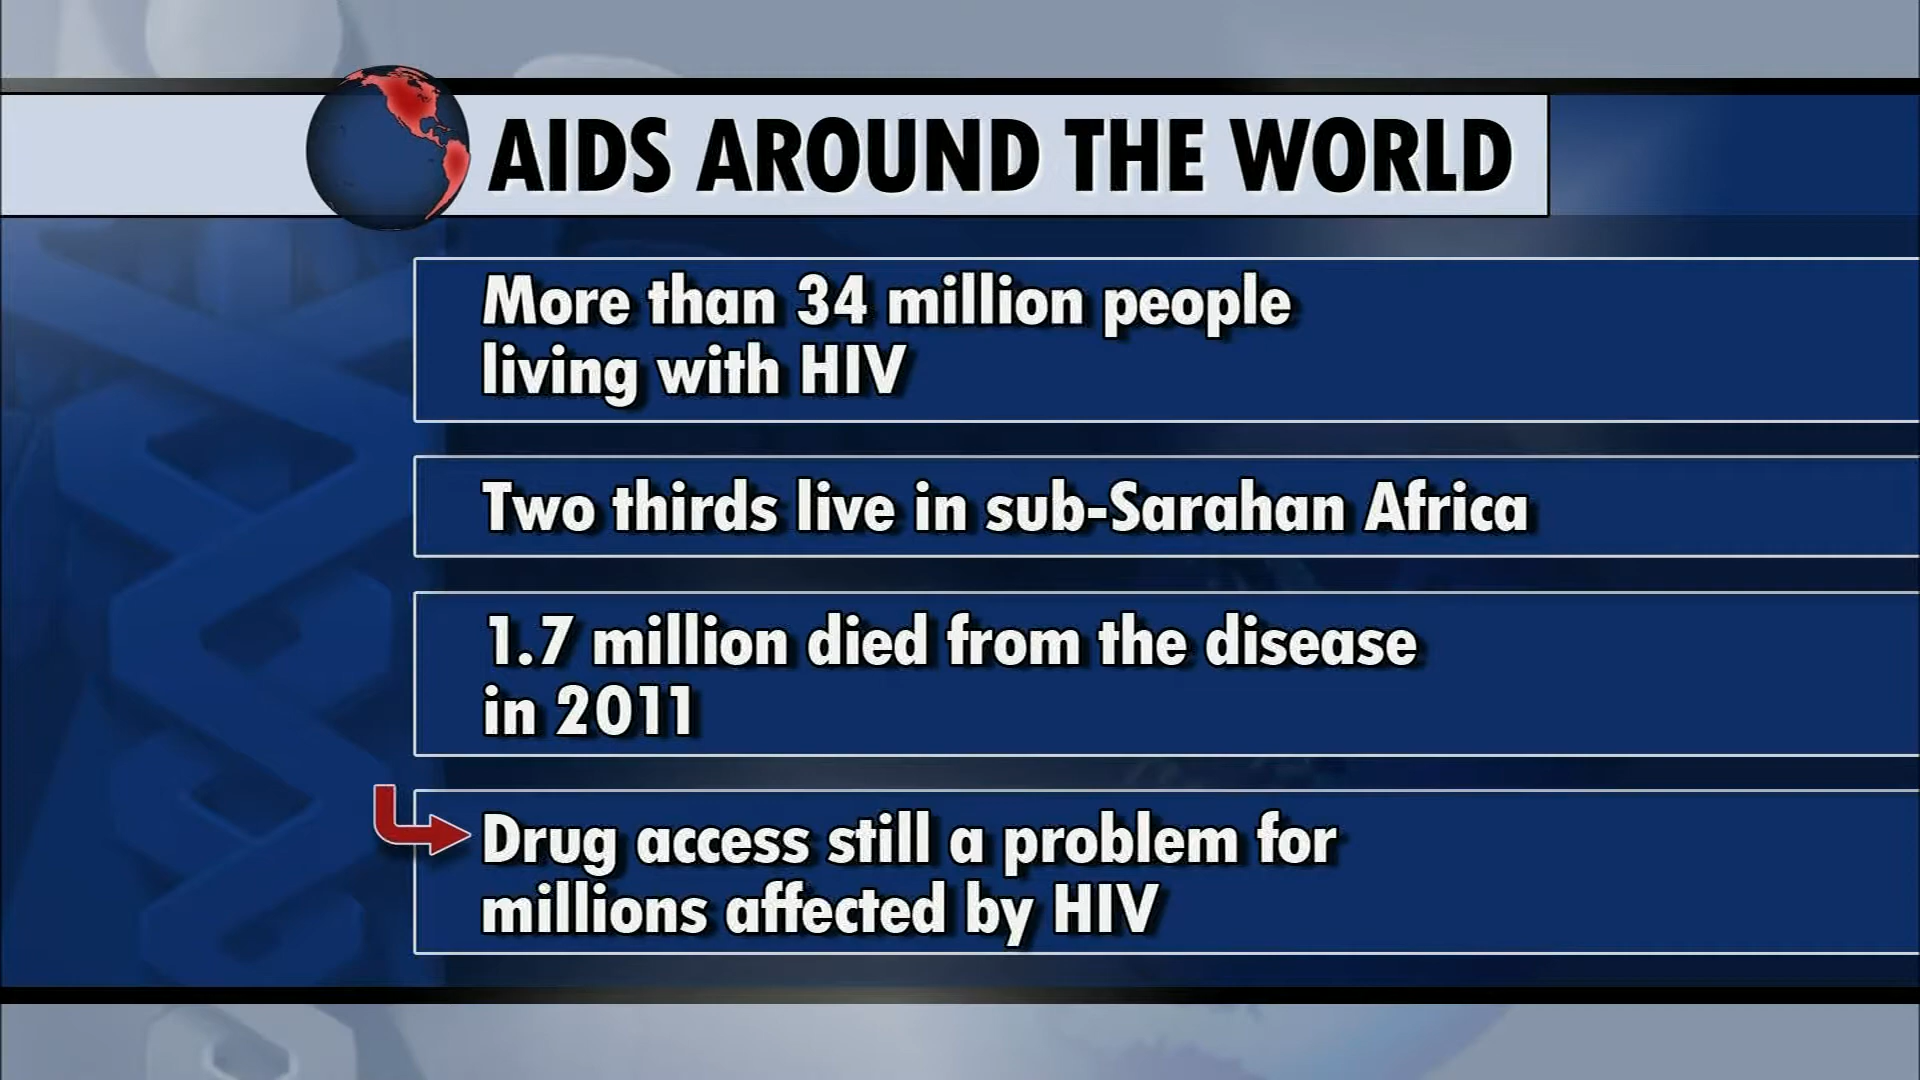 AIDS AROUND THE WORLD
More than 34 million people
living with HIV
Two thirds live in sub-Sarahan Africa
1.7 million died from the disease
in 2011
Drug access still a problem for
millions affected by HIV